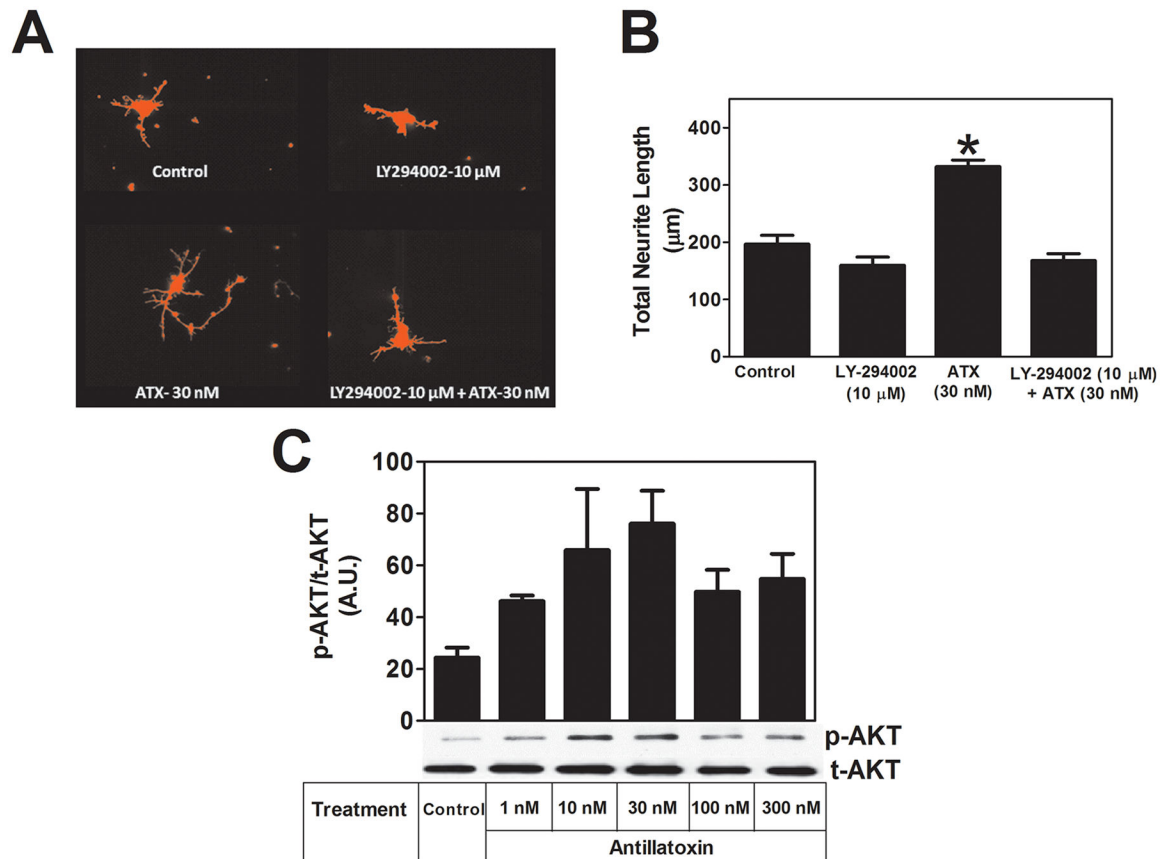 A
Control
LY294002-10 µM
ATX- 30 nM
LY294002-10 µM + ATX-30 nM
B
Total Neurite Length
(µm)
400
300
200
100
0
Control
LY-294002
(10 µM)
ATX
(30 nM)
LY-294002 (10 µM)
+ ATX (30 nM)
*
C
p-AKT/t-AKT
(A.U.)
100
80
60
40
20
0
p-AKT
t-AKT
Treatment
Control
1 nM
10 nM
30 nM
100 nM
300 nM
Antillatoxin